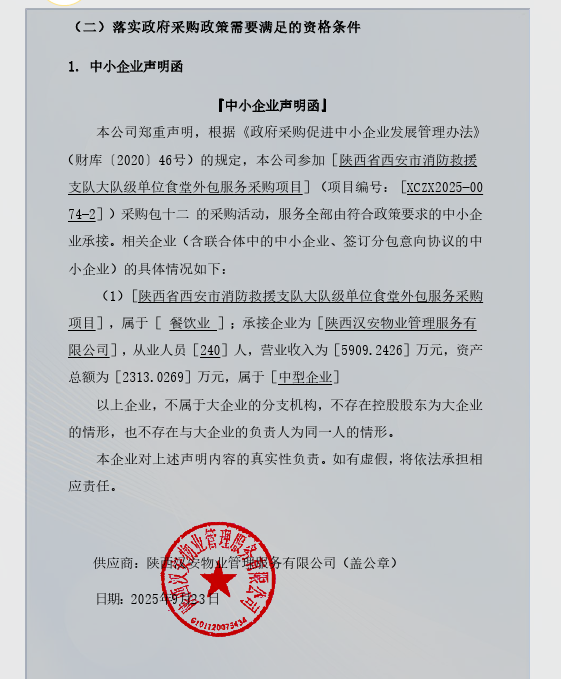 （二）落实政府采购政策需要满足的资格条件
1. 中小企业声明函
『中小企业声明函』
本公司郑重声明，根据《政府采购促进中小企业发展管理办法》
（财库〔2020〕46号）的规定，本公司参加［陕西省西安市消防救援
支队大队级单位食堂外包服务采购项目］（项目编号：［XCZX2025—00
74—2］）采购包十二 的采购活动，服务全部由符合政策要求的中小企
业承接。相关企业（含联合体中的中小企业、签订分包意向协议的中
小企业）的具体情况如下：
（1）［陕西省西安市消防救援支队大队级单位食堂外包服务采购
项目］，属于［ 餐饮业 ］；承接企业为［陕西汉安物业管理服务有
限公司］，从业人员［240］人，营业收入为［5909.2426］万元，资产
总额为［2313.0269］万元，属于［中型企业］
以上企业，不属于大企业的分支机构，不存在控股股东为大企业
的情形，也不存在与大企业的负责人为同一人的情形。
本企业对上述声明内容的真实性负责。如有虚假，将依法承担相
应责任。
供应商：陕西汉安物业管理服务有限公司（盖公章）
日期：2025年9月23日
陕西汉安物业管理服务有限公司
6101120073434